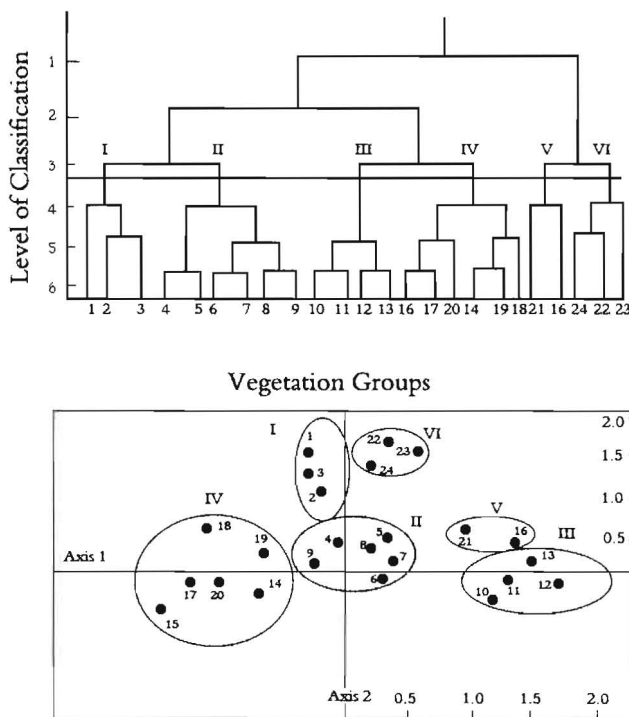 Level of Classification
1
I II III IV V VI
2
3
4
5
6
1 2 3 4 5 6 7 8 9 10 11 12 13 16 17 20 14 19 18 21 16 24 22 23
Vegetation Groups
2.0
I
1
22 23 VI
1.5
3
24
2
1.0
IV
18
II
5
V
21 16
III
0.5
19
4
8
13
9
7
Axis 1
17 20 14
6
10 11 12
15
Axis 2 0.5 1.0 1.5 2.0